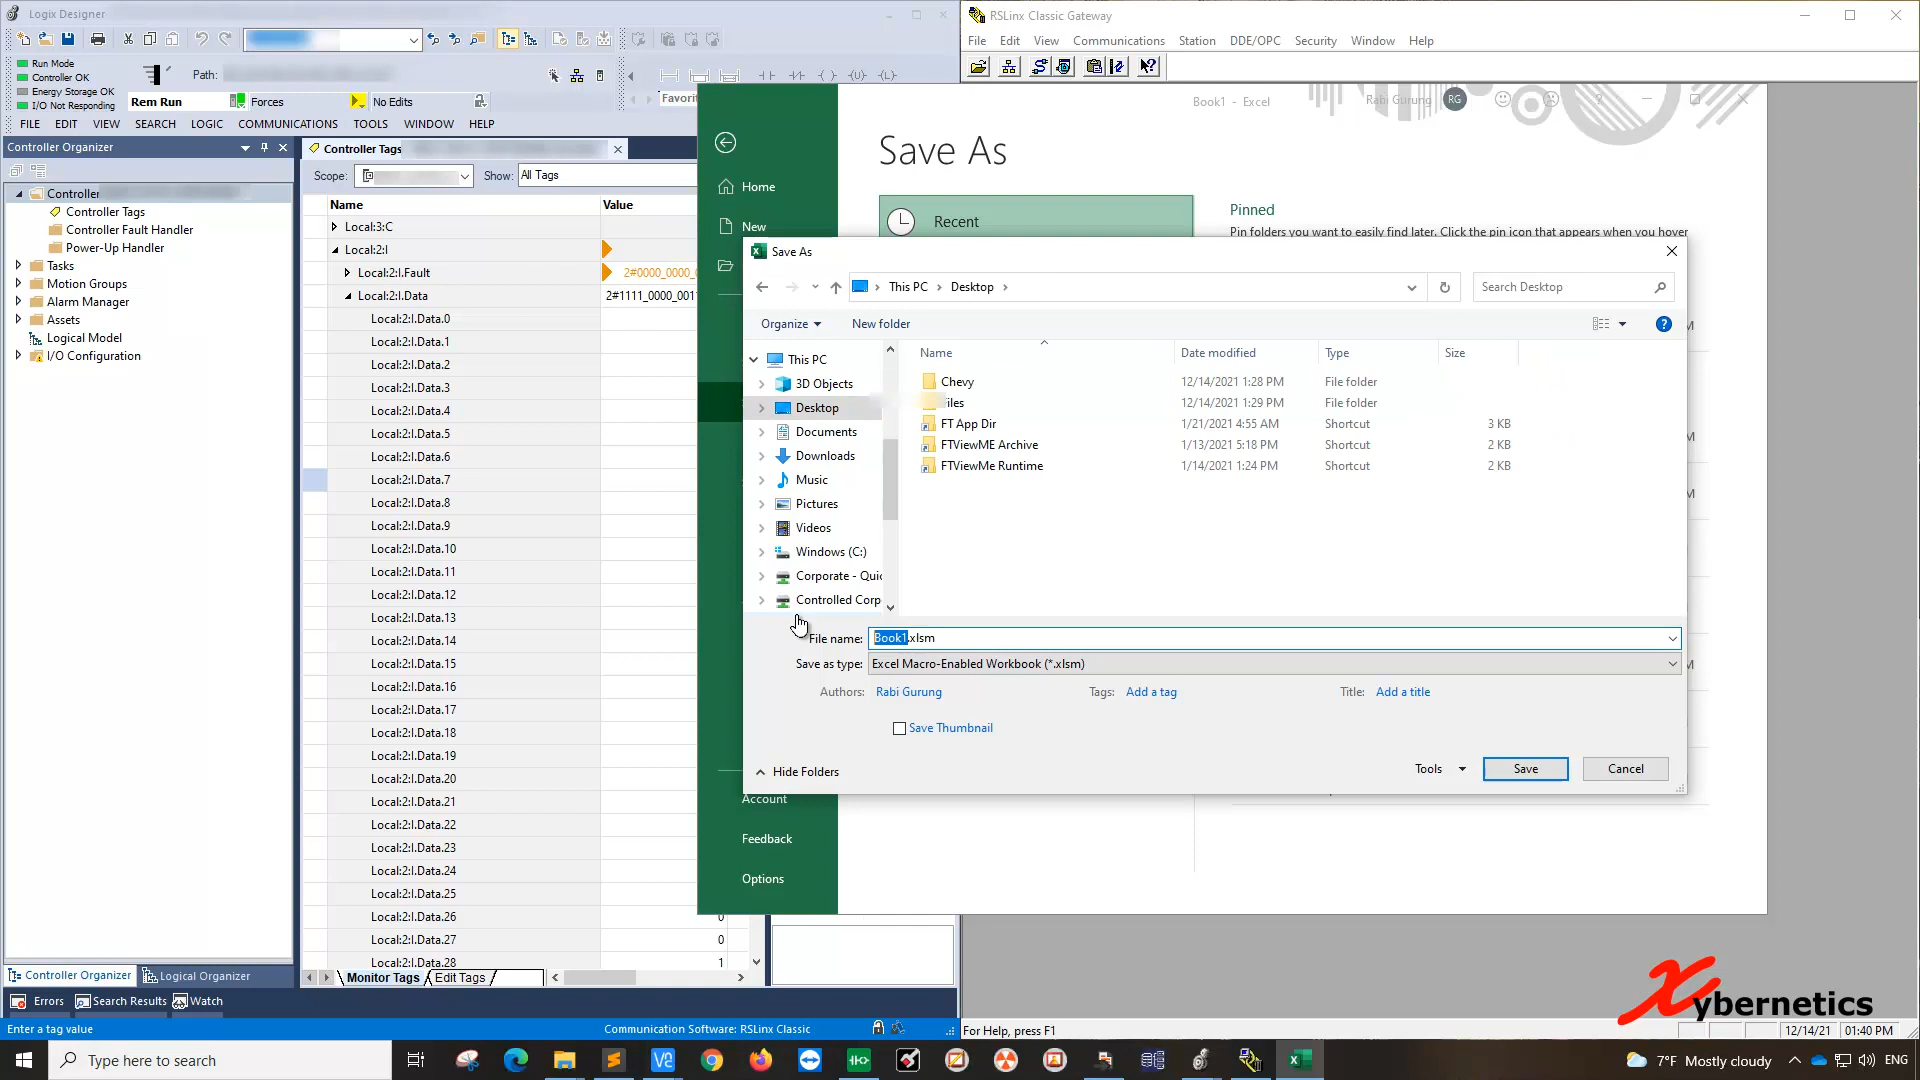 Logix Designer
Run Mode
Controller OK
Energy Storage OK
I/O Not Responding
Path:
Rem Run
Forces
No Edits
Favorit
FILE EDIT VIEW SEARCH LOGIC COMMUNICATIONS TOOLS WINDOW HELP
Controller Organizer
Controller
Controller Tags
Controller Fault Handler
Power-Up Handler
Tasks
Motion Groups
Alarm Manager
Assets
Logical Model
I/O Configuration
Controller Organizer
Logical Organizer
Errors
Search Results
Watch
Enter a tag value
Communication Software: RSLinx Classic
Controller Tags
Scope:
Show: All Tags
Name Value
Local:3:C
Local:2:I
Local:2:I.Fault 2#0000_0000_
Local:2:I.Data 2#1111_0000_001
Local:2:I.Data.0
Local:2:I.Data.1
Local:2:I.Data.2
Local:2:I.Data.3
Local:2:I.Data.4
Local:2:I.Data.5
Local:2:I.Data.6
Local:2:I.Data.7
Local:2:I.Data.8
Local:2:I.Data.9
Local:2:I.Data.10
Local:2:I.Data.11
Local:2:I.Data.12
Local:2:I.Data.13
Local:2:I.Data.14
Local:2:I.Data.15
Local:2:I.Data.16
Local:2:I.Data.17
Local:2:I.Data.18
Local:2:I.Data.19
Local:2:I.Data.20
Local:2:I.Data.21
Local:2:I.Data.22
Local:2:I.Data.23
Local:2:I.Data.24
Local:2:I.Data.25
Local:2:I.Data.26 0
Local:2:I.Data.27 0
Local:2:I.Data.28 1
Monitor Tags
Edit Tags
RSLinx Classic Gateway
File Edit View Communications Station DDE/OPC Security Window Help
Book1 - Excel
Rabi Gurung RG
Save As
Home
New
Account
Feedback
Options
Recent
Pinned
Pin folders you want to easily find later. Click the pin icon that appears when you hover
Save As
This PC > Desktop >
Search Desktop
Organize
New folder
This PC
3D Objects
Desktop
Documents
Downloads
Music
Pictures
Videos
Windows (C:)
Corporate - Quic
Controlled Corp
Name Date modified Type Size
Chevy 12/14/2021 1:28 PM File folder
iles 12/14/2021 1:29 PM File folder
FT App Dir 1/21/2021 4:55 AM Shortcut 3 KB
FTViewME Archive 1/13/2021 5:18 PM Shortcut 2 KB
FTViewMe Runtime 1/14/2021 1:24 PM Shortcut 2 KB
File name: Book1.xlsm
Save as type: Excel Macro-Enabled Workbook (*.xlsm)
Authors: Rabi Gurung Tags: Add a tag Title: Add a title
Save Thumbnail
Hide Folders
Tools
Save
Cancel
Xybernetics
For Help, press F1
12/14/21 01:40 PM
Type here to search
7°F Mostly cloudy
ENG